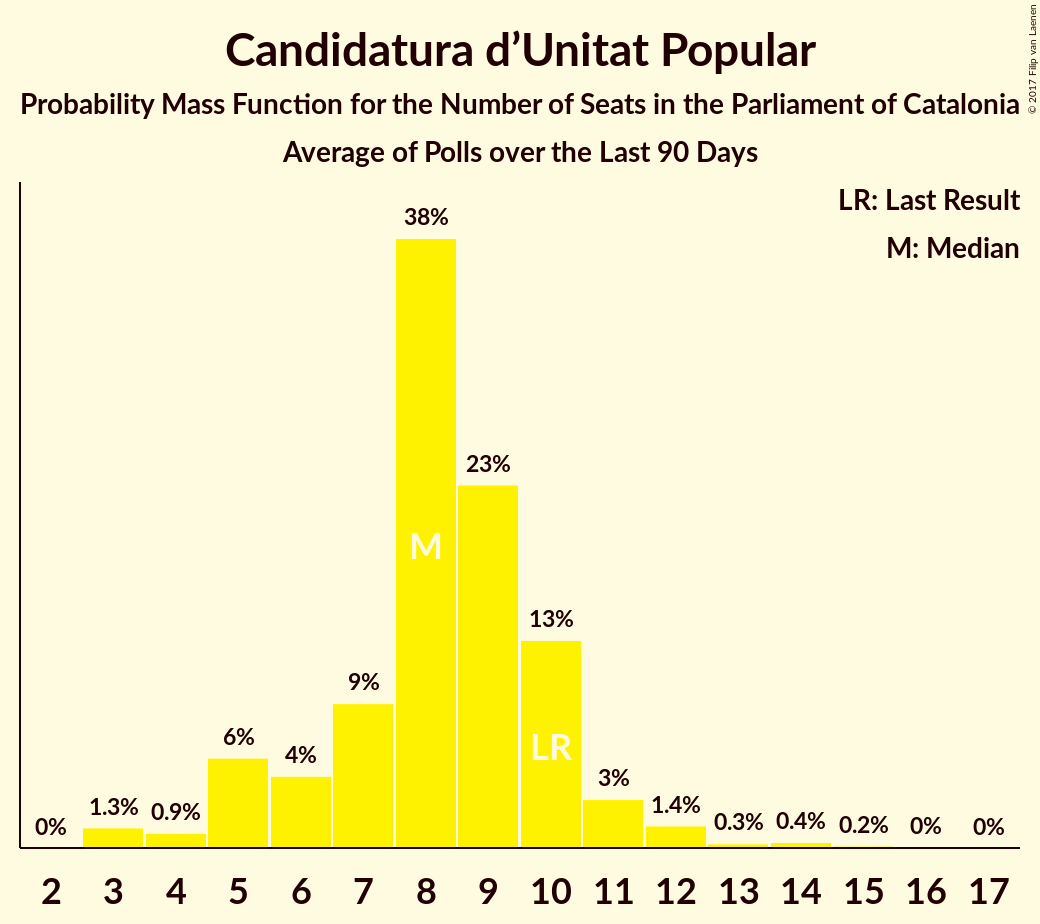 Candidatura d’Unitat Popular
Probability Mass Function for the Number of Seats in the Parliament of Catalonia
Average of Polls over the Last 90 Days
© 2017 Filip van Laenen
LR: Last Result
M: Median
0%
1.3%
0.9%
6%
4%
9%
38%
23%
13%
3%
1.4%
0.3%
0.4%
0.2%
0%
0%
M
LR
2 3 4 5 6 7 8 9 10 11 12 13 14 15 16 17